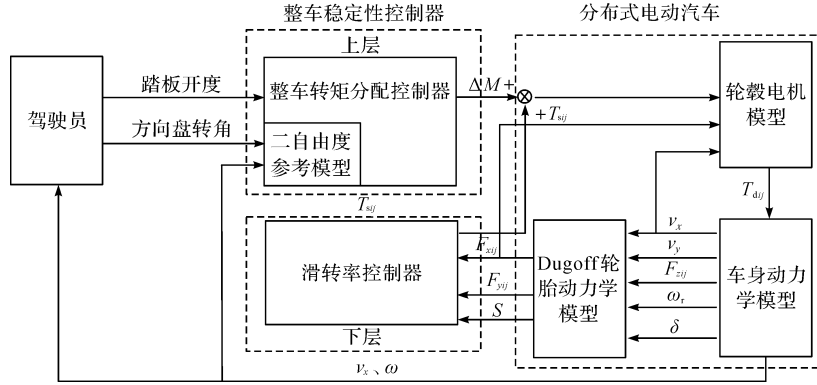 整车稳定性控制器
分布式电动汽车
上层
驾驶员
踏板开度
方向盘转角
整车转矩分配控制器
二自由度
参考模型
ΔM +
+ Tsij
轮毂电机
模型
Tdij
Tsij
滑转率控制器
下层
Fxij
Fyij
S
Dugoff轮
胎动力学
模型
vx
vy
Fzij
ωr
δ
车身动力
学模型
vx、ω